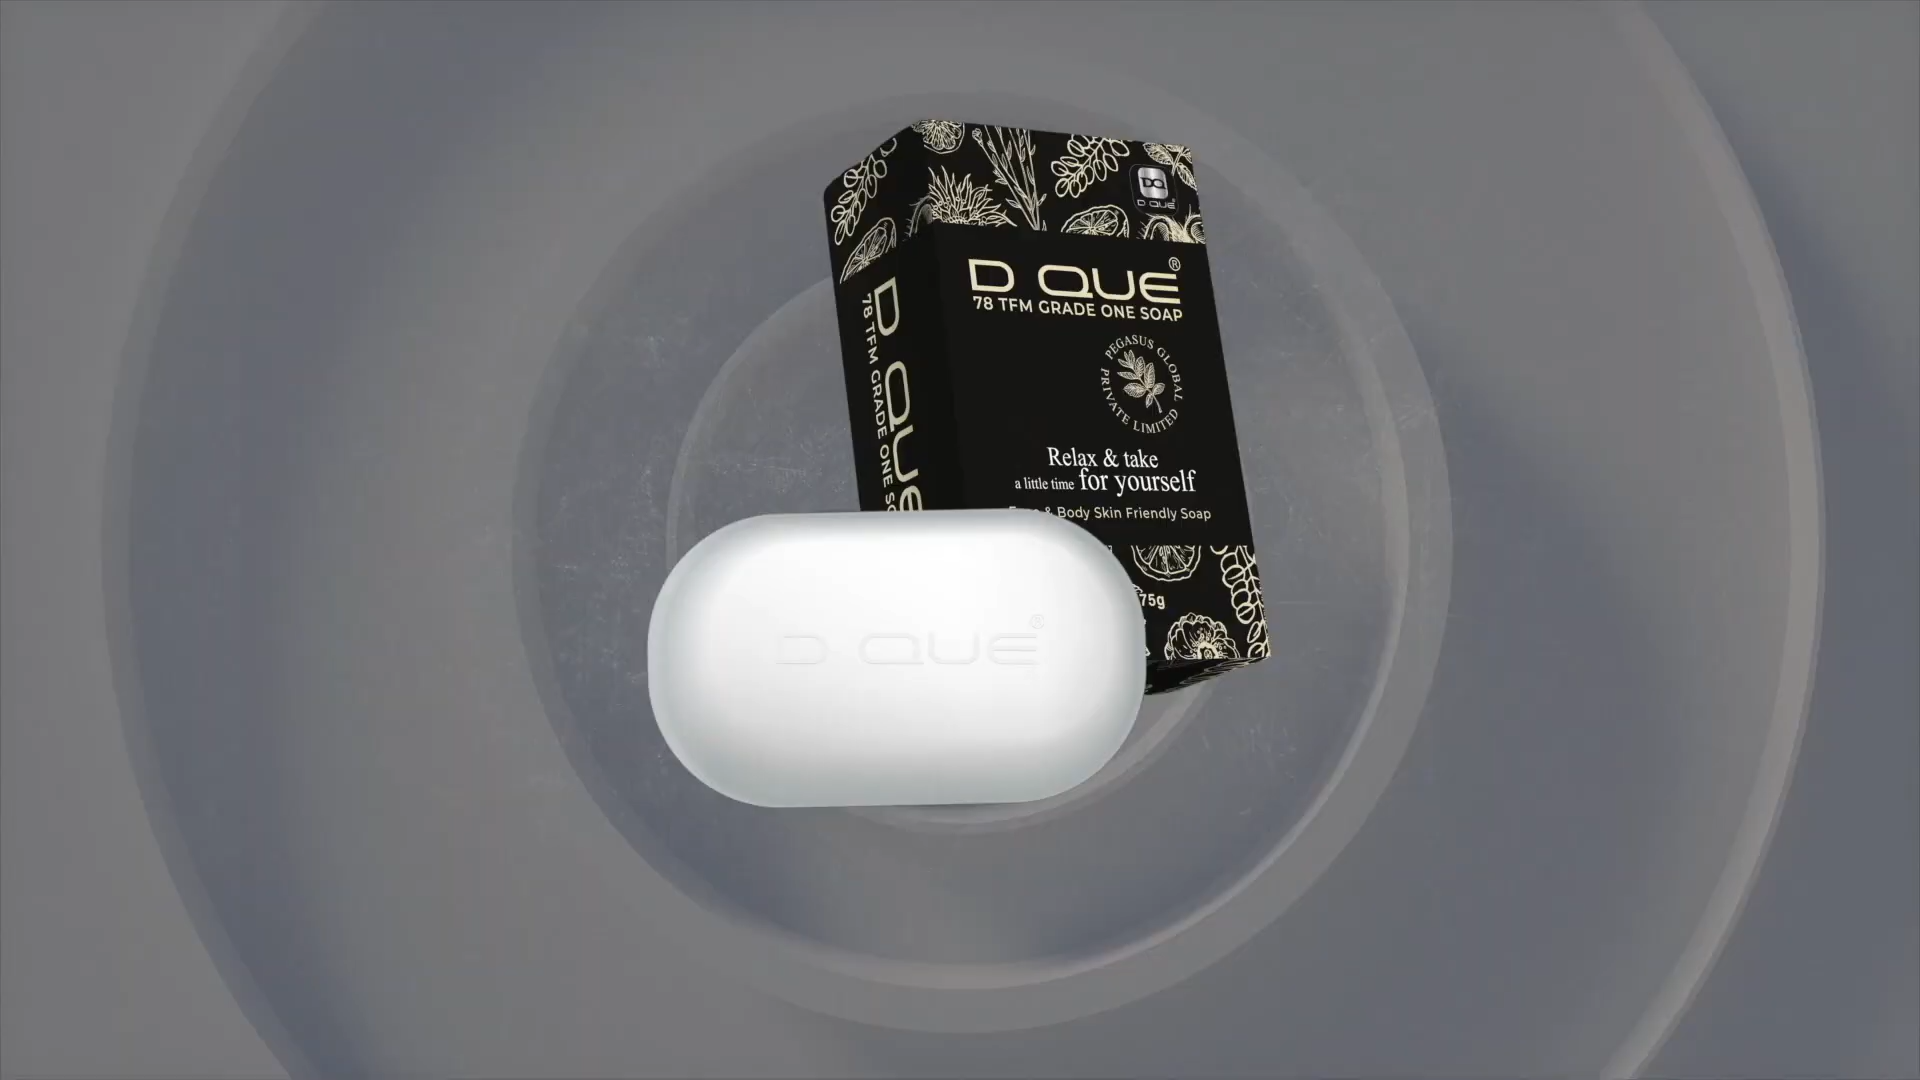 DQ
D QUE
D QUE®
78 TFM GRADE ONE SOAP
PEGASUS GLOBAL
PRIVATE LIMITED
Relax & take
a little time for yourself
& Body Skin Friendly Soap
75g
D QUE
78 TFM GRADE ONE
D QUE®